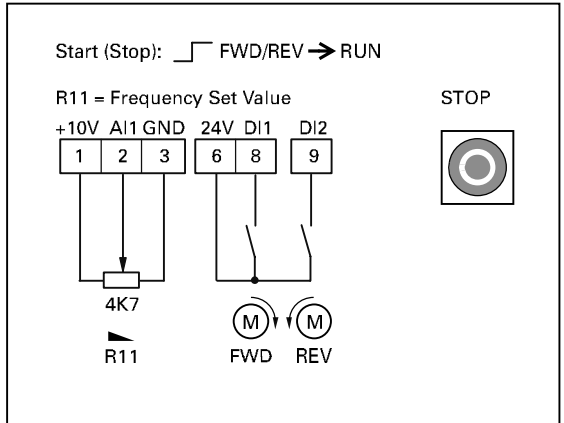 Start (Stop): FWD/REV → RUN
R11 = Frequency Set Value
STOP
+10V AI1 GND 24V DI1 DI2
1 2 3 6 8 9
4K7
M M
R11 FWD REV